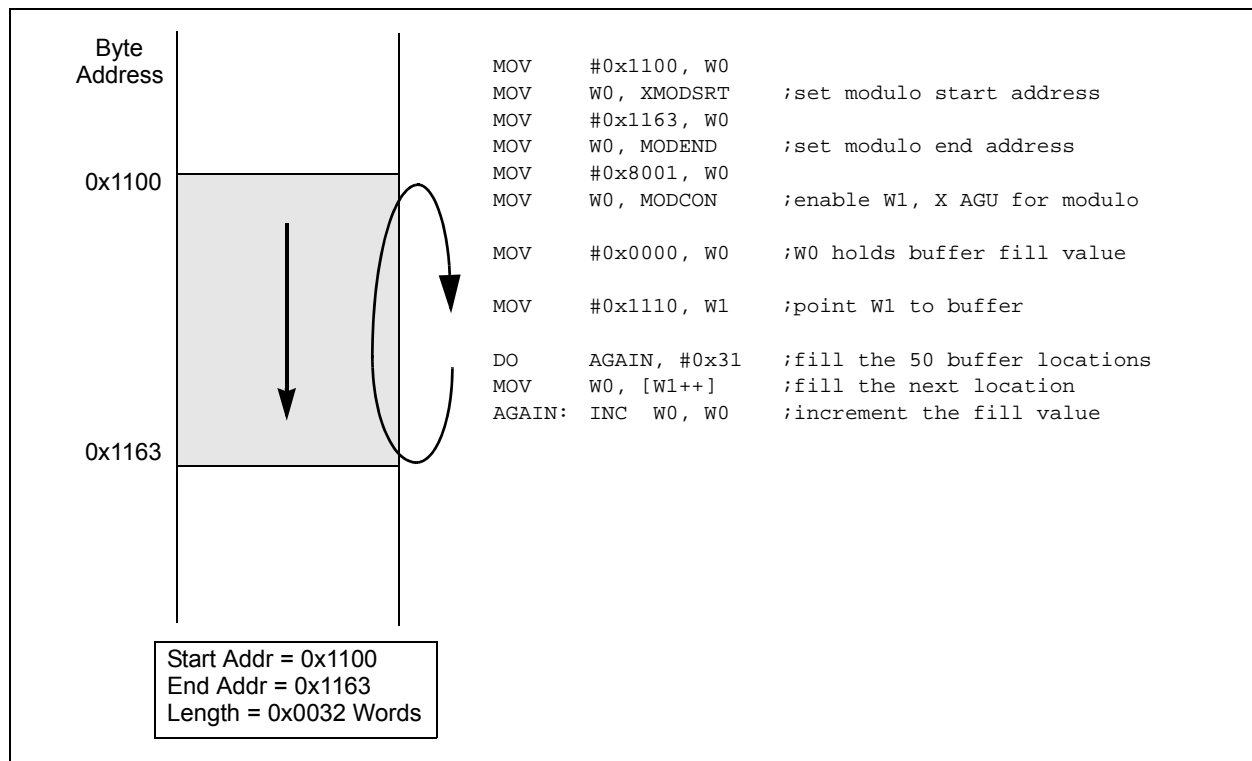 Byte
Address
0x1100
0x1163
MOV #0x1100, W0
MOV W0, XMODSRT ;set modulo start address
MOV #0x1163, W0
MOV W0, MODEND ;set modulo end address
MOV #0x8001, W0
MOV W0, MODCON ;enable W1, X AGU for modulo
MOV #0x0000, W0 ;W0 holds buffer fill value
MOV #0x1110, W1 ;point W1 to buffer
DO AGAIN, #0x31 ;fill the 50 buffer locations
MOV W0, [W1++] ;fill the next location
AGAIN: INC W0, W0 ;increment the fill value
Start Addr = 0x1100
End Addr = 0x1163
Length = 0x0032 Words